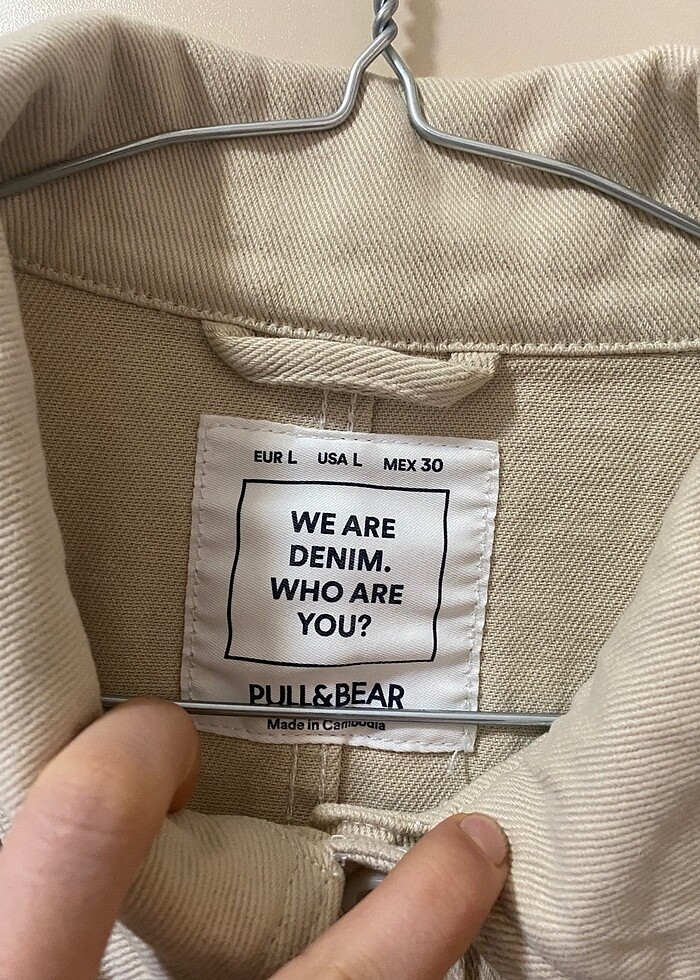 EUR L USA L MEX 30
WE ARE
DENIM.
WHO ARE
YOU?
PULL&BEAR
Made in Cambodia